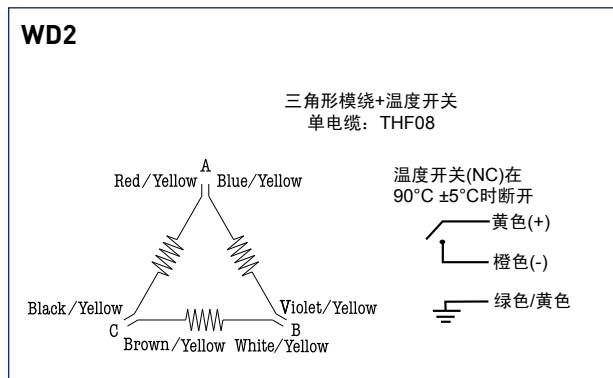 WD2
三角形模绕+温度开关
单电缆：THF08
A
Red/Yellow Blue/Yellow
温度开关(NC)在
90°C ±5°C时断开
黄色(+)
橙色(-)
Black/Yellow Violet/Yellow
绿色/黄色
C B
Brown/Yellow White/Yellow